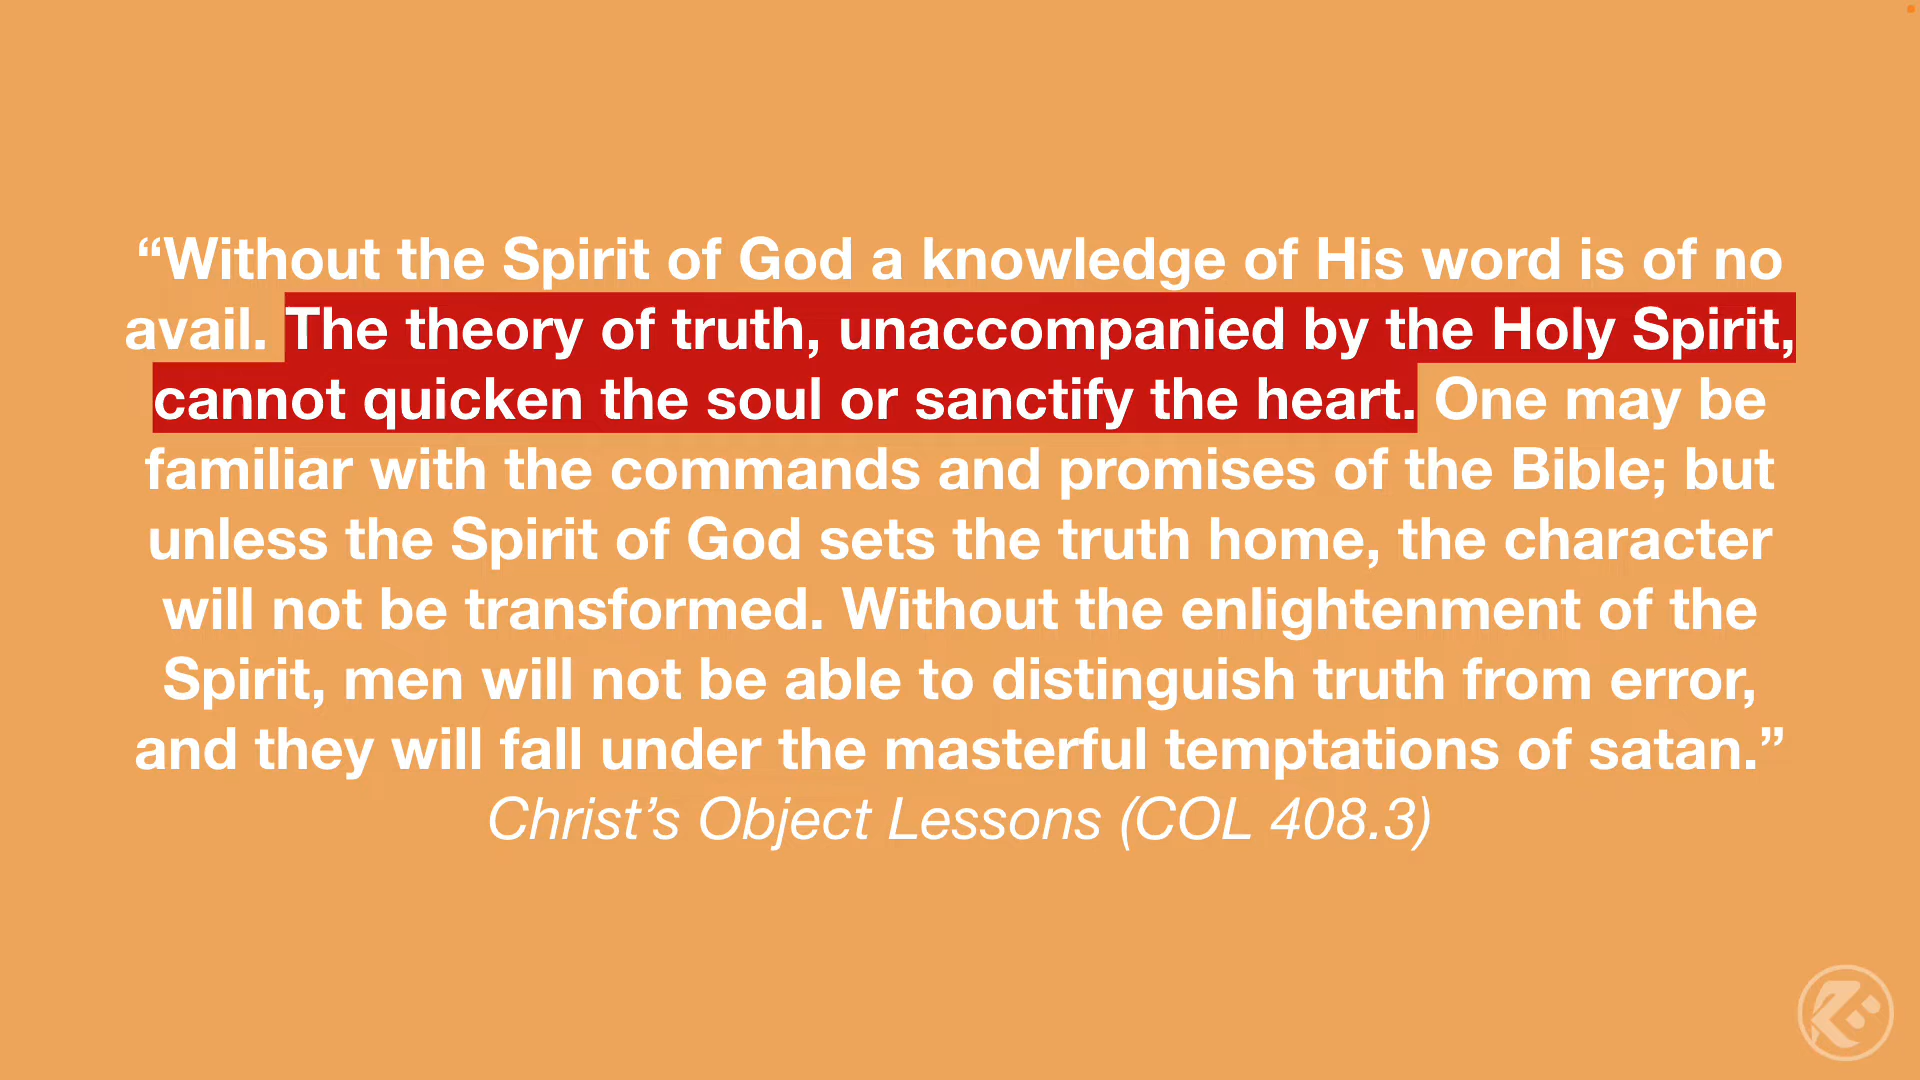 “Without the Spirit of God a knowledge of His word is of no
avail. The theory of truth, unaccompanied by the Holy Spirit,
cannot quicken the soul or sanctify the heart. One may be
familiar with the commands and promises of the Bible; but
unless the Spirit of God sets the truth home, the character
will not be transformed. Without the enlightenment of the
Spirit, men will not be able to distinguish truth from error,
and they will fall under the masterful temptations of satan.”
Christ’s Object Lessons (COL 408.3)